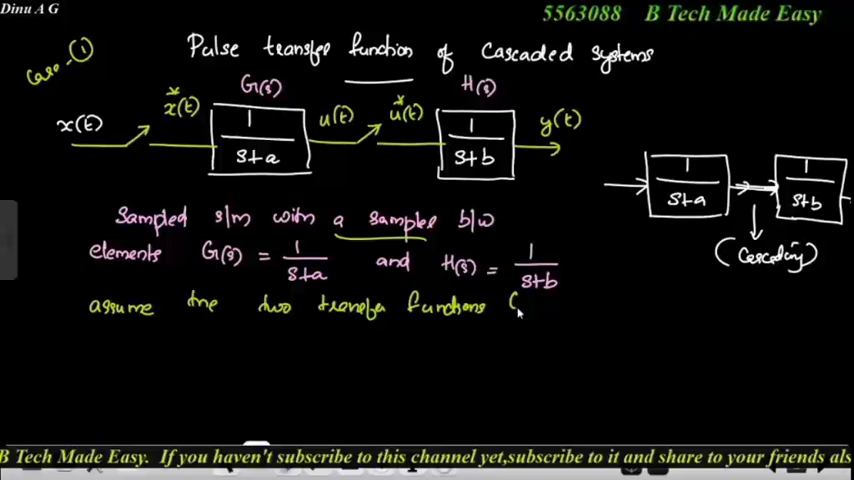 Dinu A G
5563088 B Tech Made Easy
Case-①
Pulse transfer function of Cascaded systems
G(s) H(s)
x(t) x*(t) 1/s+a u(t) u*(t) 1/s+b y(t)
1/s+a 1/s+b
(Cascading)
Sampled s/m with a sampler b/w
elements G(s) = 1/s+a and H(s) = 1/s+b
assume the two transfer functions (
B Tech Made Easy. If you haven't subscribe to this channel yet,subscribe to it and share to your friends als